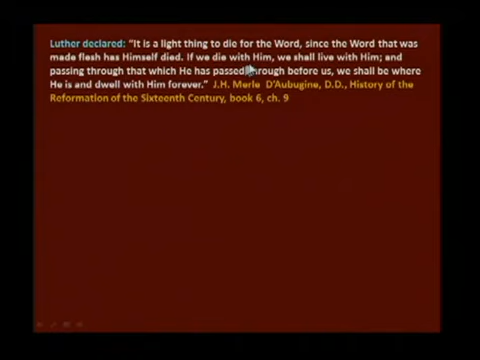 Luther declared: “It is a light thing to die for the Word, since the Word that was
made flesh has Himself died. If we die with Him, we shall live with Him; and
passing through that which He has passed through before us, we shall be where
He is and dwell with Him forever.” J.H. Merle D’Aubugine, D.D., History of the
Reformation of the Sixteenth Century, book 6, ch. 9